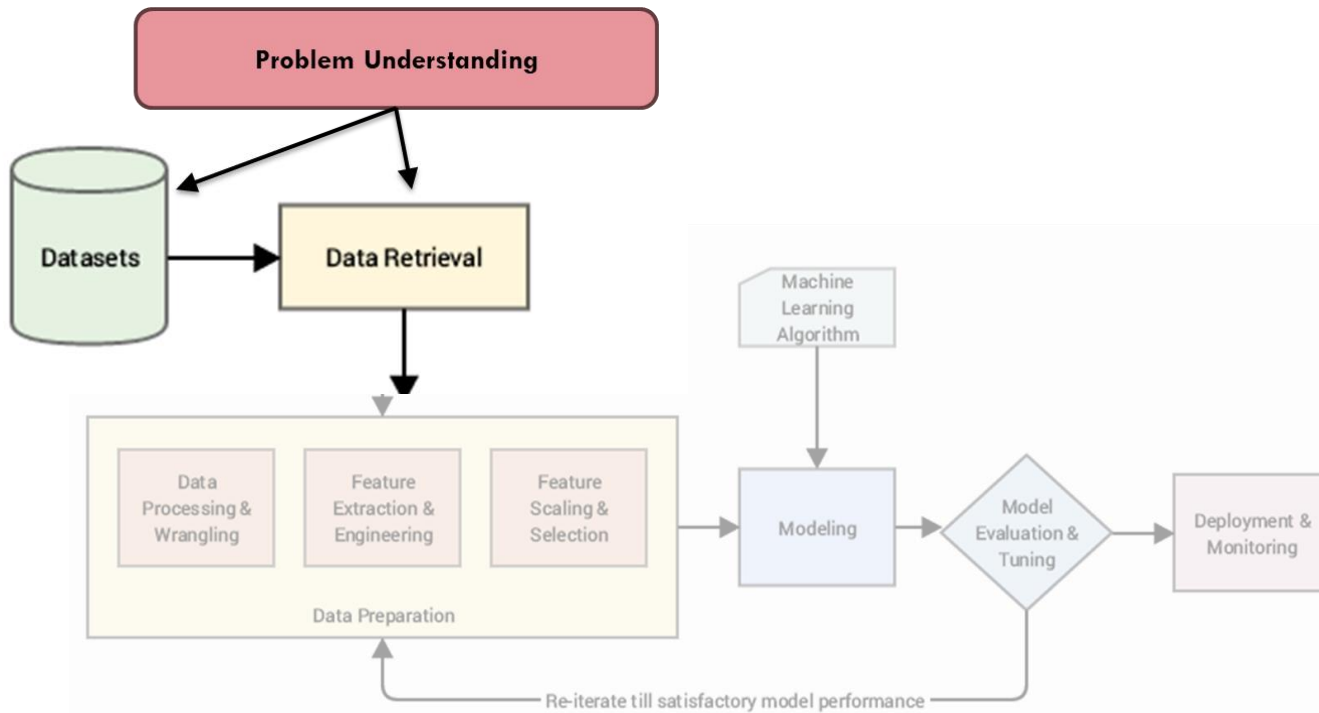 Problem Understanding
Datasets
Data Retrieval
Machine
Learning
Algorithm
Data
Processing &
Wrangling
Feature
Extraction &
Engineering
Feature
Scaling &
Selection
Data Preparation
Modeling
Model
Evaluation &
Tuning
Deployment &
Monitoring
Re-iterate till satisfactory model performance